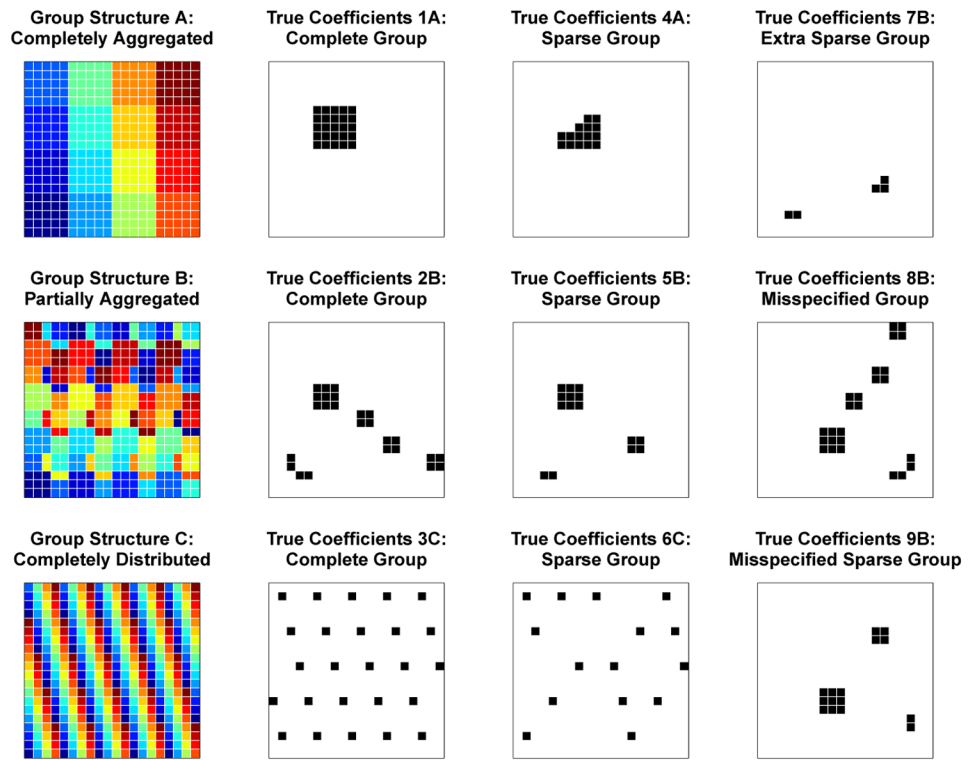 Group Structure A:
Completely Aggregated
True Coefficients 1A:
Complete Group
True Coefficients 4A:
Sparse Group
True Coefficients 7B:
Extra Sparse Group
Group Structure B:
Partially Aggregated
True Coefficients 2B:
Complete Group
True Coefficients 5B:
Sparse Group
True Coefficients 8B:
Misspecified Group
Group Structure C:
Completely Distributed
True Coefficients 3C:
Complete Group
True Coefficients 6C:
Sparse Group
True Coefficients 9B:
Misspecified Sparse Group